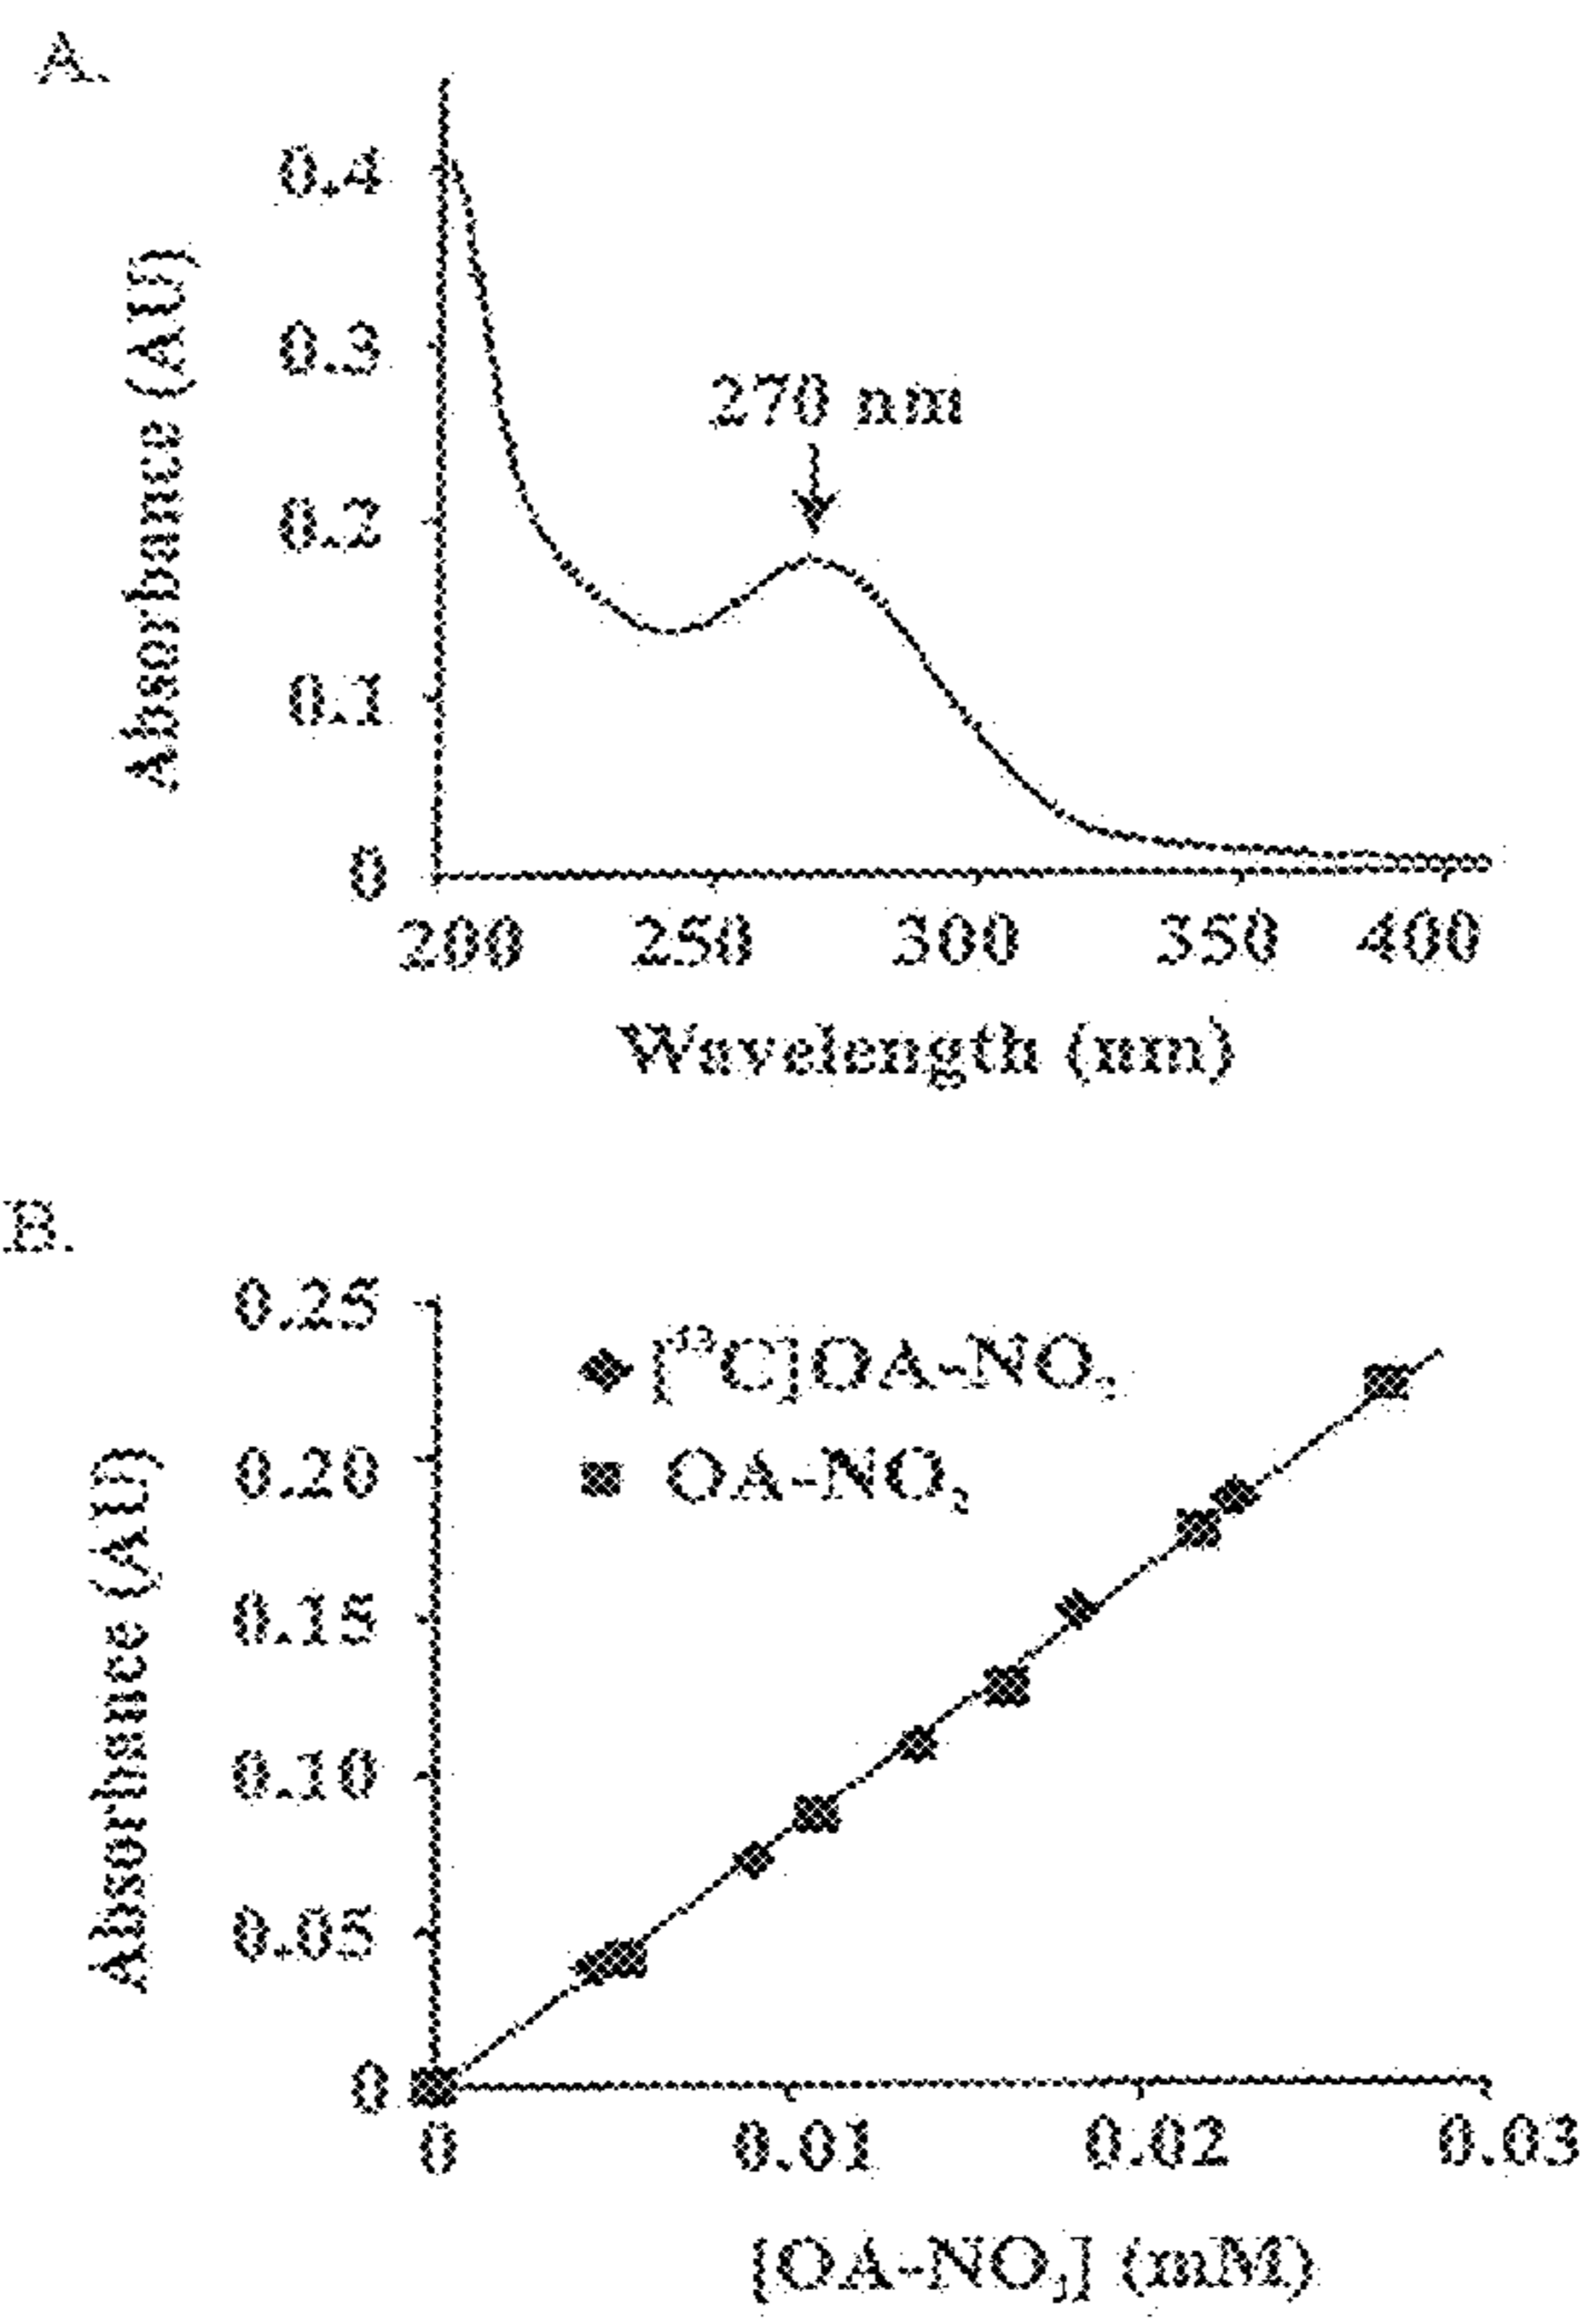 A.
Absorbance (AU)
0.4
0.3
0.2
0.1
0
270 nm
200 250 300 350 400
Wavelength (nm)
B.
Absorbance (AU)
0.25
0.20
0.15
0.10
0.05
0
[¹³C]OA-NO₂
OA-NO₂
0 0.01 0.02 0.03
[OA-NO₂] (mM)